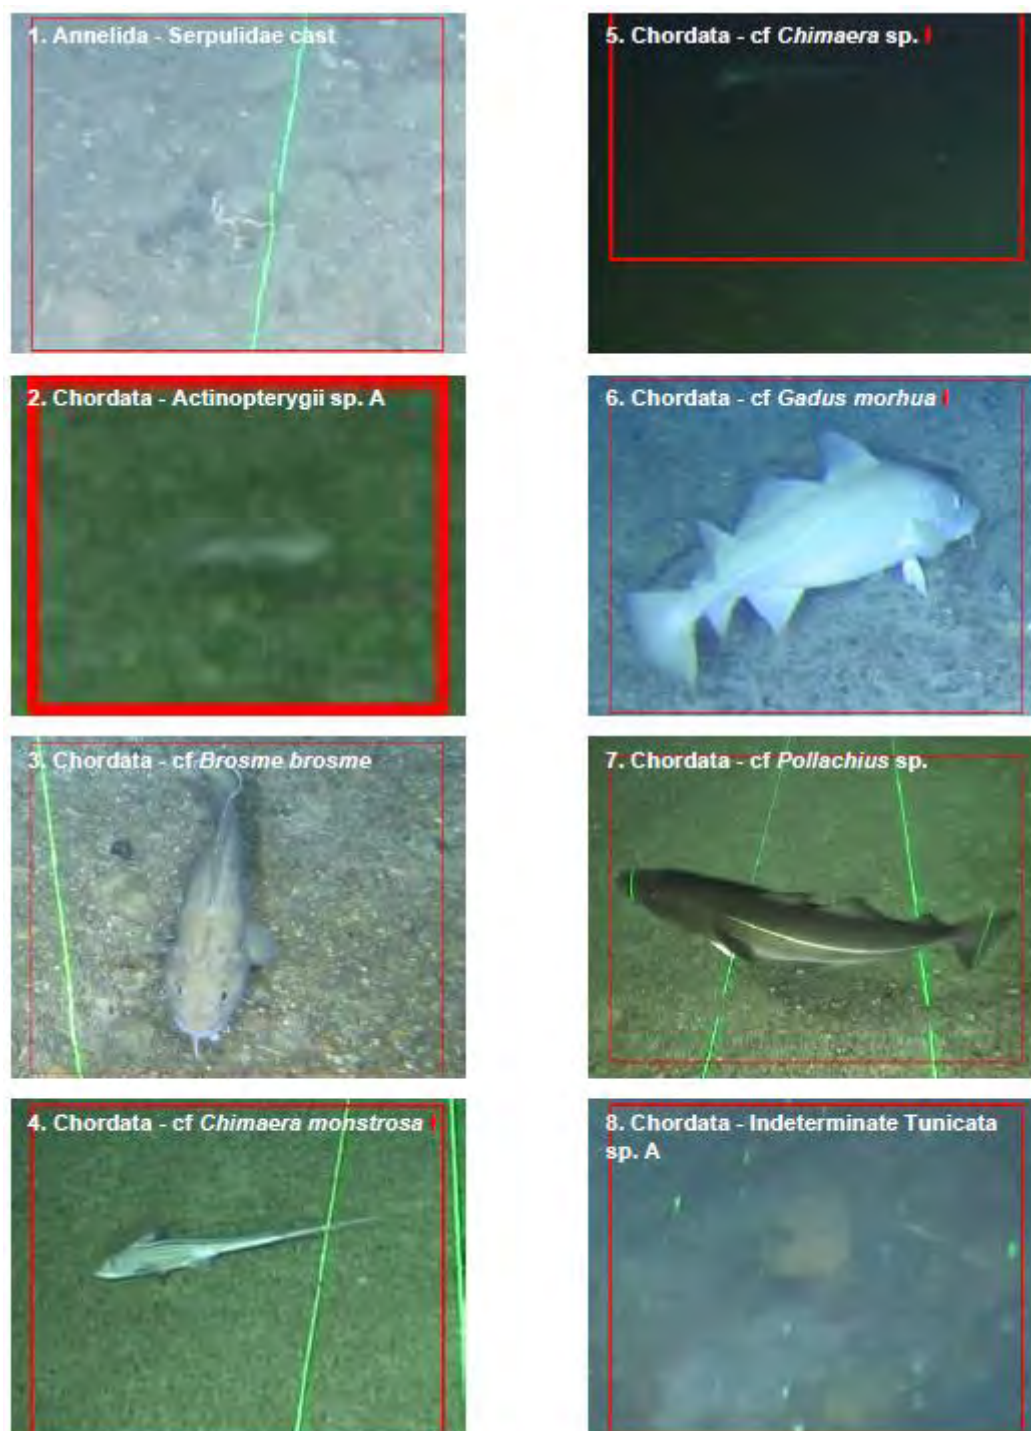 1. Annelida - Serpulidae cast
2. Chordata - Actinopterygii sp. A
3. Chordata - cf Brosme brosme
4. Chordata - cf Chimaera monstrosa
5. Chordata - cf Chimaera sp.
6. Chordata - cf Gadus morhua
7. Chordata - cf Pollachius sp.
8. Chordata - Indeterminate Tunicata
sp. A